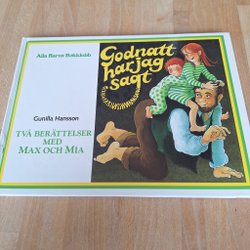 Alla Barns Bokklubb
Godnatt
har jag
sagt
Gunilla Hansson
TVÅ BERÄTTELSER
MED
MAX OCH MIA